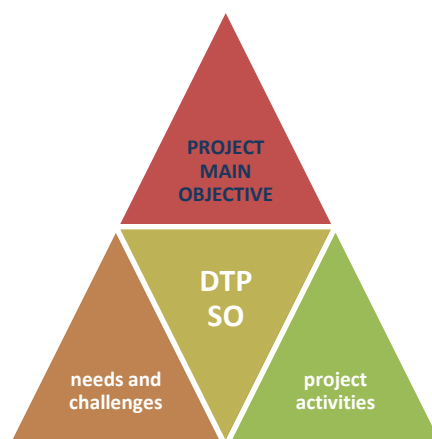 PROJECT
MAIN
OBJECTIVE
DTP
SO
needs and
challenges
project
activities